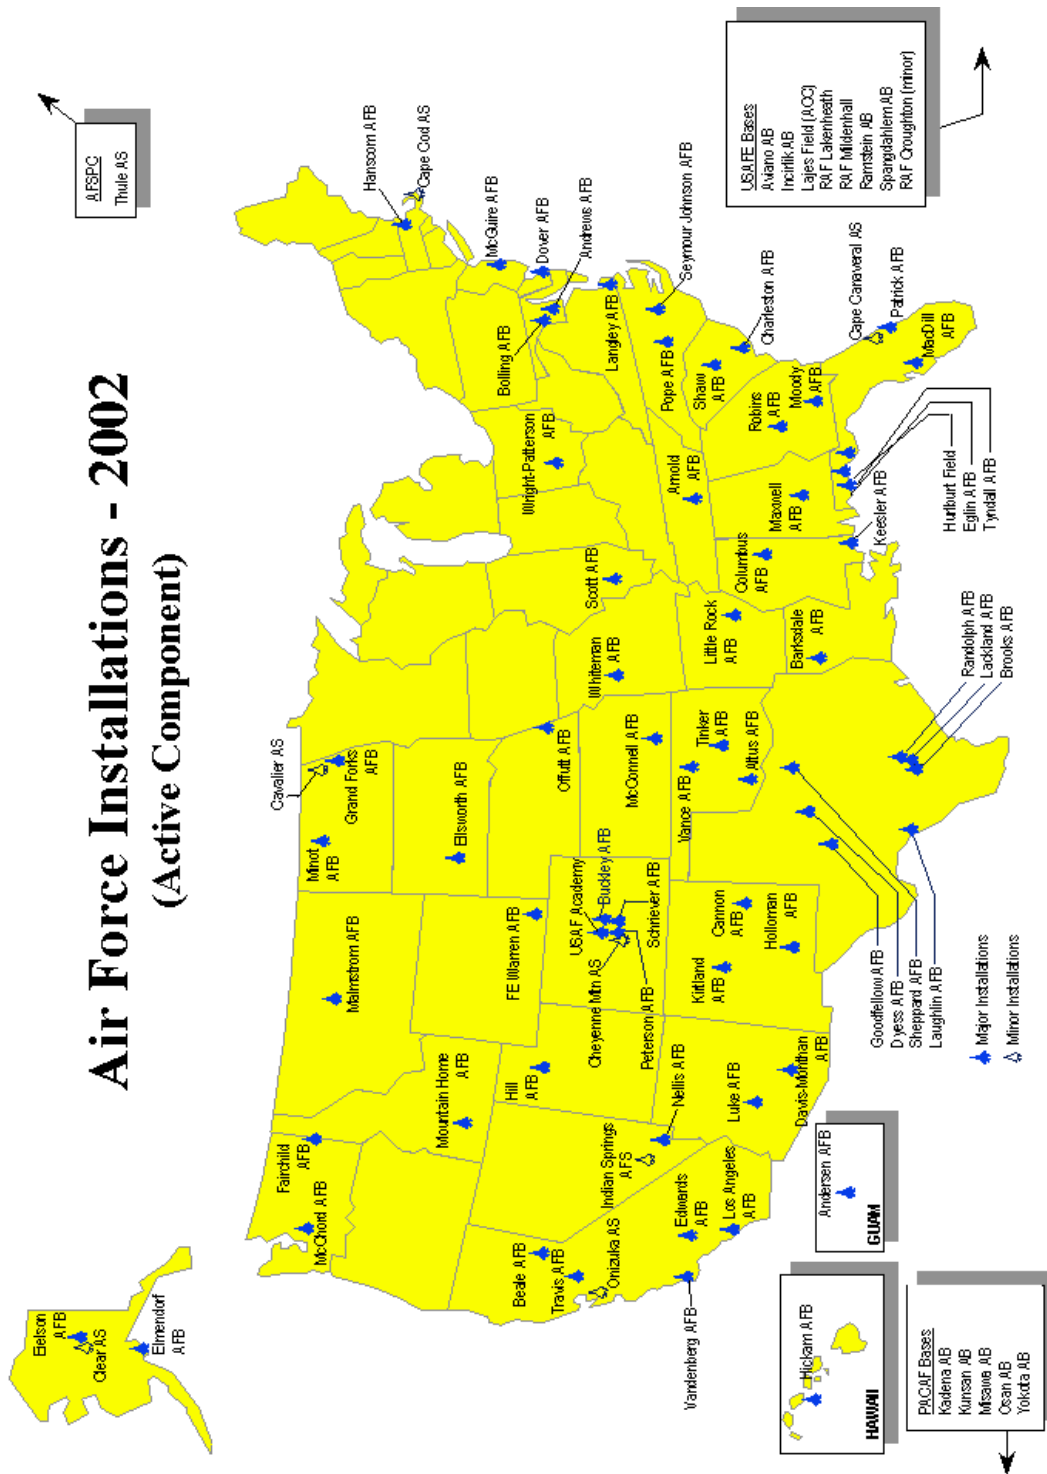 Air Force Installations - 2002
(Active Component)
AFSPC
Thule AS
Eielson
AFB
Clear AS
Elmendorf
AFB
Fairchild
AFB
McChord AFB
Malmstrom AFB
Minot
AFB
Cavalier AS
Grand Forks
AFB
Hanscom AFB
Cape Cod AS
Mountain Home
AFB
Ellsworth AFB
McGuire AFB
Dover AFB
Andrews AFB
Bolling AFB
Wright-Patterson
AFB
Hill
AFB
FE Warren AFB
Offutt AFB
Beale AFB
Travis AFB
Onizuka AS
Indian Springs
AFS
Nellis AFB
USAF Academy
Buckley AFB
Cheyenne Mtn AS
Schriever AFB
Peterson AFB
McConnell AFB
Whiteman
AFB
Scott AFB
Langley AFB
Seymour Johnson AFB
Pope AFB
Shaw
AFB
Charleston AFB
Edwards
AFB
Los Angeles
AFB
Vandenberg AFB
Luke AFB
Davis-Monthan
AFB
Kirtland
AFB
Cannon
AFB
Holloman
AFB
Vance AFB
Tinker
AFB
Altus AFB
Little Rock
AFB
Barksdale
AFB
Columbus
AFB
Arnold
AFB
Maxwell
AFB
Robins
AFB
Moody
AFB
Cape Canaveral AS
Patrick AFB
MacDill
AFB
Keesler AFB
Hurlburt Field
Eglin AFB
Tyndall AFB
Randolph AFB
Lackland AFB
Brooks AFB
Goodfellow AFB
Dyess AFB
Sheppard AFB
Laughlin AFB
Major Installations
Minor Installations
Hickam AFB
HAWAII
Andersen AFB
GUAM
PACAF Bases
Kadena AB
Kunsan AB
Misawa AB
Osan AB
Yokota AB
USAFE Bases
Aviano AB
Incirlik AB
Lajes Field (ACC)
RAF Lakenheath
RAF Mildenhall
Ramstein AB
Spangdahlem AB
RAF Croughton (minor)